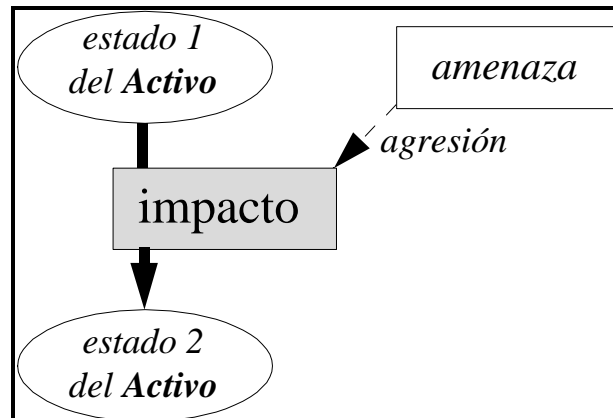 estado 1
del Activo
amenaza
agresión
impacto
estado 2
del Activo